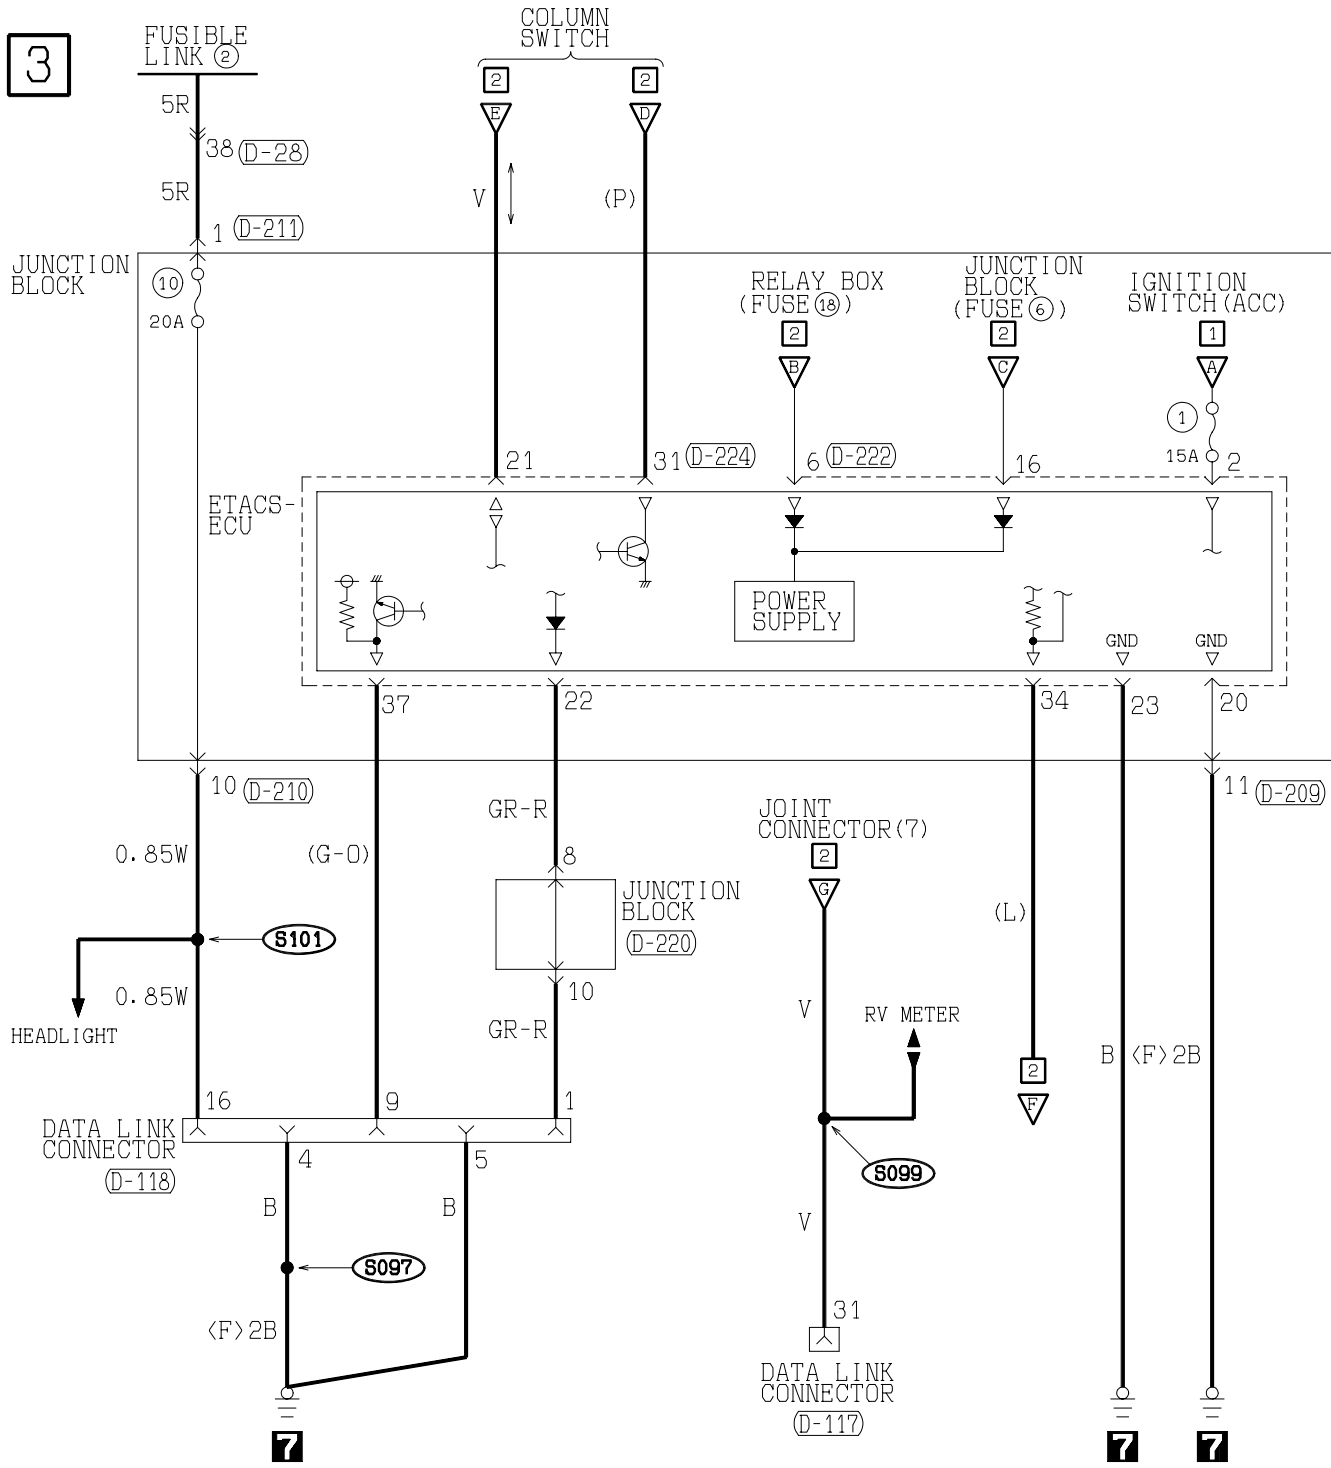 3
FUSIBLE
LINK ②
5R
38 (D-28)
5R
1 (D-211)
COLUMN
SWITCH
2
2
E
D
V
(P)
JUNCTION
BLOCK
10
20A
RELAY BOX
(FUSE⑱)
2
B
JUNCTION
BLOCK
(FUSE⑥)
2
C
IGNITION
SWITCH(ACC)
1
A
1
15A
21
31 (D-224)
6 (D-222)
16
2
ETACS-
ECU
POWER
SUPPLY
GND
GND
37
22
34
23
20
10 (D-210)
11 (D-209)
0.85W
(G-O)
GR-R
8
JUNCTION
BLOCK
(D-220)
10
GR-R
JOINT
CONNECTOR(7)
2
G
(L)
S101
0.85W
HEADLIGHT
V
RV METER
B
<F>2B
2
F
16
9
1
DATA LINK
CONNECTOR
(D-118)
4
5
S099
B
B
V
S097
<F>2B
31
DATA LINK
CONNECTOR
(D-117)
7
7
7